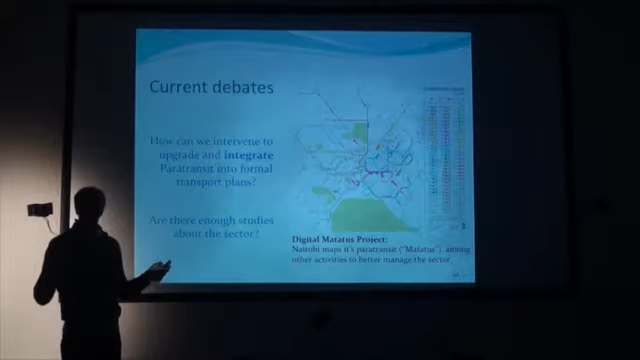 Current debates
How can we intervene to
upgrade and integrate
Paratransit into formal
transport plans?
Are there enough studies
about the sector?
Digital Matatus Project:
Nairobi maps it's paratransit ("Matatus"), among
other activities to better manage the sector